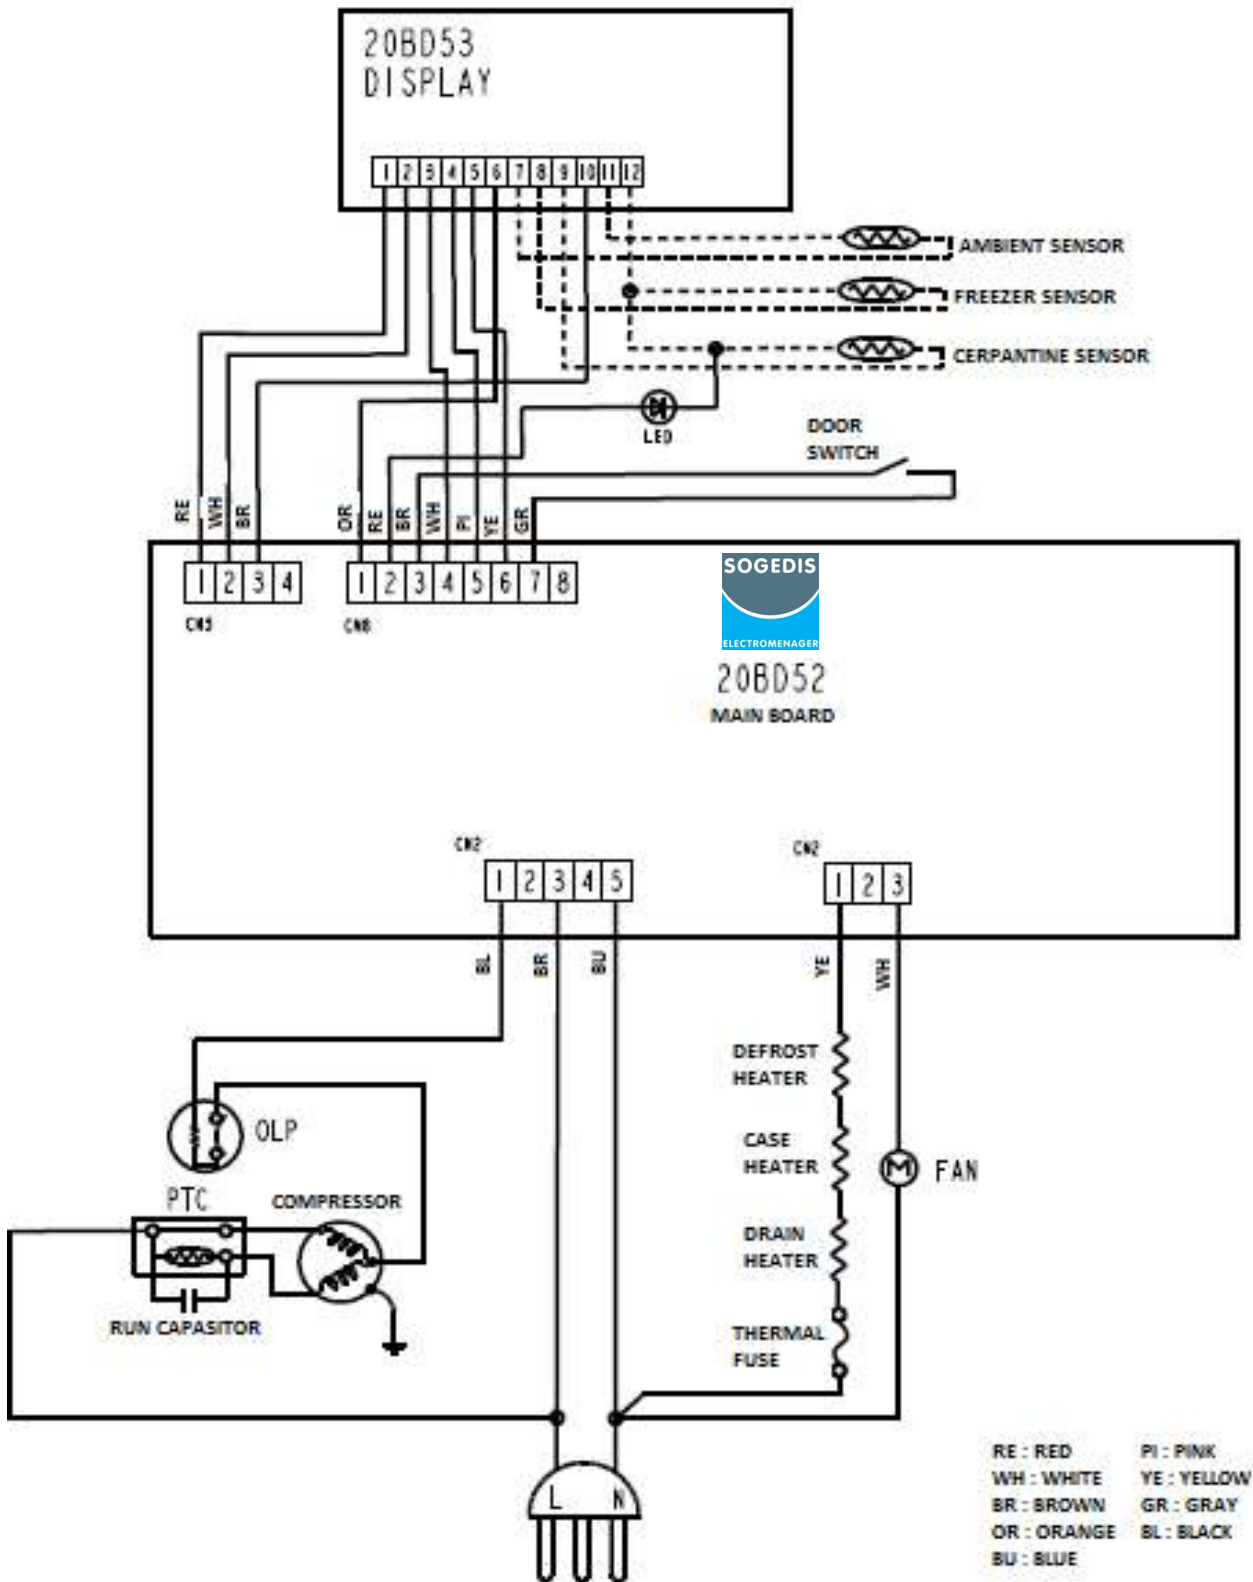 20BD53
DISPLAY
1 2 3 4 5 6 7 8 9 10 11 12
AMBIENT SENSOR
FREEZER SENSOR
CERPANTINE SENSOR
LED
DOOR
SWITCH
RE
WH
BR
OR
RE
BR
WH
PI
YE
GR
1 2 3 4
1 2 3 4 5 6 7 8
SOGEDIS
ELECTROMENAGER
20BD52
MAIN BOARD
CN2
CN2
1 2 3 4 5
1 2 3
BL
BR
BU
YE
WH
DEFROST
HEATER
OLP
CASE
HEATER
M
FAN
PTC
COMPRESSOR
DRAIN
HEATER
RUN CAPASITOR
THERMAL
FUSE
L
N
RE : RED PI : PINK
WH : WHITE YE : YELLOW
BR : BROWN GR : GRAY
OR : ORANGE BL : BLACK
BU : BLUE